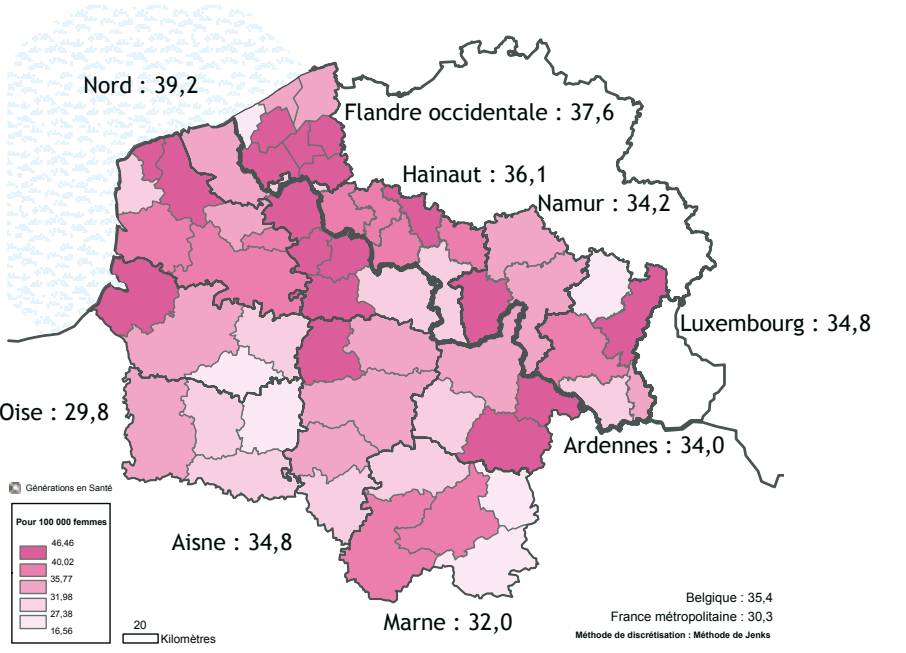 Nord : 39,2
Flandre occidentale : 37,6
Hainaut : 36,1
Namur : 34,2
Luxembourg : 34,8
Oise : 29,8
Ardennes : 34,0
Générations en Santé
Pour 100 000 femmes
46,46
40,02
35,77
31,98
27,38
16,56
Aisne : 34,8
Marne : 32,0
20
Kilomètres
Belgique : 35,4
France métropolitaine : 30,3
Méthode de discrétisation : Méthode de Jenks